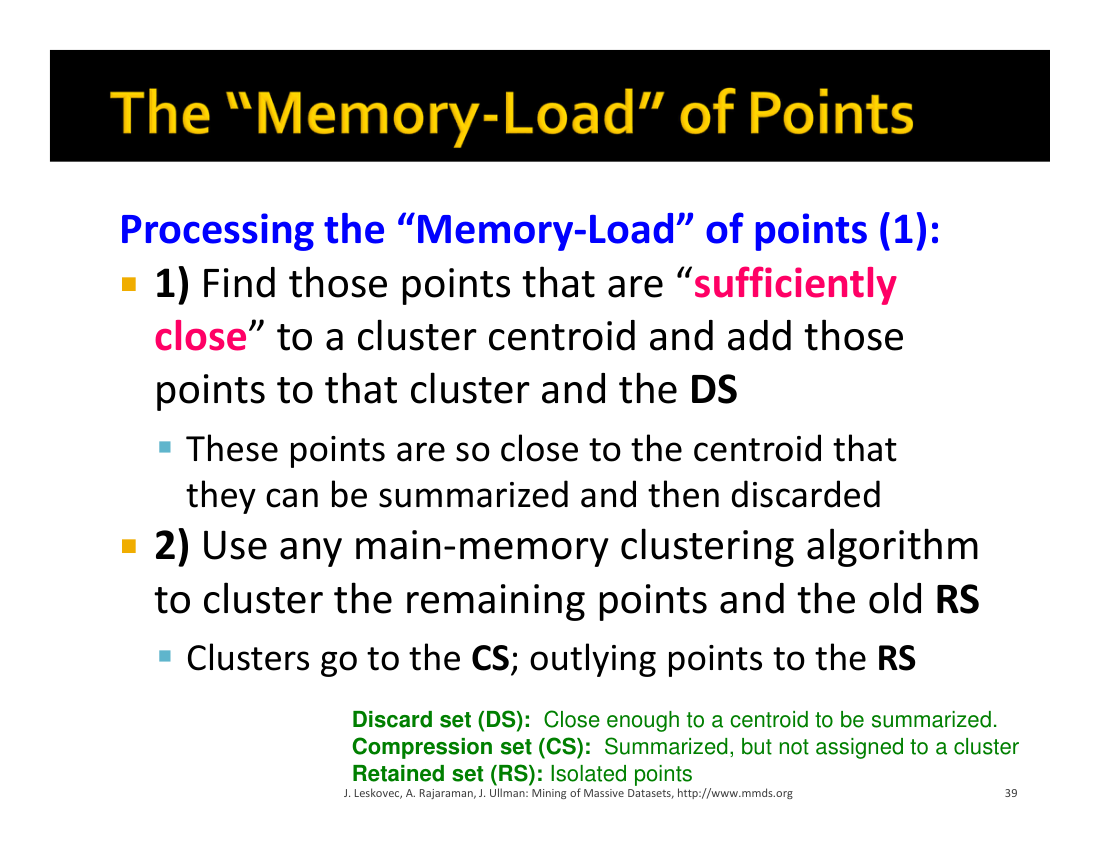 The “Memory-Load” of Points
Processing the “Memory-Load” of points (1):
1) Find those points that are “sufficiently
close” to a cluster centroid and add those
points to that cluster and the DS
These points are so close to the centroid that
they can be summarized and then discarded
2) Use any main-memory clustering algorithm
to cluster the remaining points and the old RS
Clusters go to the CS; outlying points to the RS
Discard set (DS): Close enough to a centroid to be summarized.
Compression set (CS): Summarized, but not assigned to a cluster
Retained set (RS): Isolated points
J. Leskovec, A. Rajaraman, J. Ullman: Mining of Massive Datasets, http://www.mmds.org 39